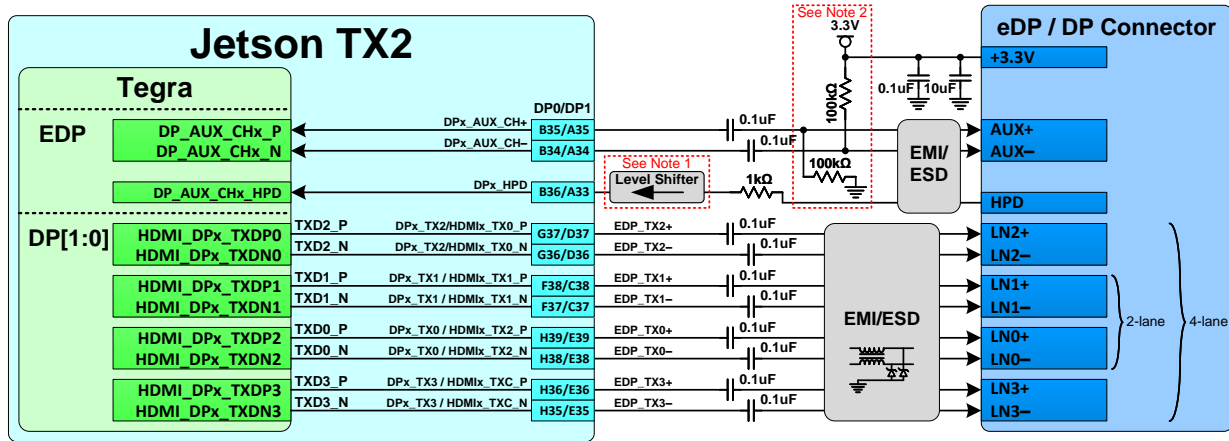 See Note 2
3.3V
Jetson TX2
eDP / DP Connector
+3.3V
Tegra
0.1uF 10uF
100kΩ
DP0/DP1
EDP
DP_AUX_CHx_P
DPx_AUX_CH+
B35/A35
0.1uF
AUX+
DP_AUX_CHx_N
DPx_AUX_CH–
B34/A34
0.1uF
AUX–
EMI/
ESD
See Note 1
Level Shifter
100kΩ
1kΩ
DP_AUX_CHx_HPD
DPx_HPD
B36/A33
HPD
DP[1:0]
HDMI_DPx_TXDP0
TXD2_P
DPx_TX2/HDMIx_TX0_P
G37/D37
EDP_TX2+
0.1uF
LN2+
HDMI_DPx_TXDN0
TXD2_N
DPx_TX2/HDMIx_TX0_N
G36/D36
EDP_TX2–
0.1uF
LN2–
HDMI_DPx_TXDP1
TXD1_P
DPx_TX1 / HDMIx_TX1_P
F38/C38
EDP_TX1+
0.1uF
LN1+
HDMI_DPx_TXDN1
TXD1_N
DPx_TX1 / HDMIx_TX1_N
F37/C37
EDP_TX1–
0.1uF
LN1–
2-lane
4-lane
EMI/ESD
HDMI_DPx_TXDP2
TXD0_P
DPx_TX0 / HDMIx_TX2_P
H39/E39
EDP_TX0+
0.1uF
LN0+
HDMI_DPx_TXDN2
TXD0_N
DPx_TX0 / HDMIx_TX2_N
H38/E38
EDP_TX0–
0.1uF
LN0–
HDMI_DPx_TXDP3
TXD3_P
DPx_TX3 / HDMIx_TXC_P
H36/E36
EDP_TX3+
0.1uF
LN3+
HDMI_DPx_TXDN3
TXD3_N
DPx_TX3 / HDMIx_TXC_N
H35/E35
EDP_TX3–
0.1uF
LN3–